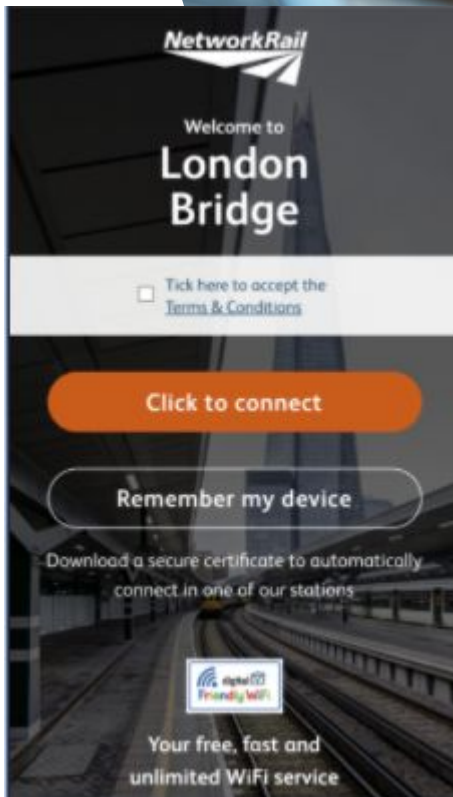 NetworkRail
Welcome to
London
Bridge
Tick here to accept the
Terms & Conditions
Click to connect
Remember my device
Download a secure certificate to automatically
connect in one of our stations
digital
Friendly WiFi
Your free, fast and
unlimited WiFi service